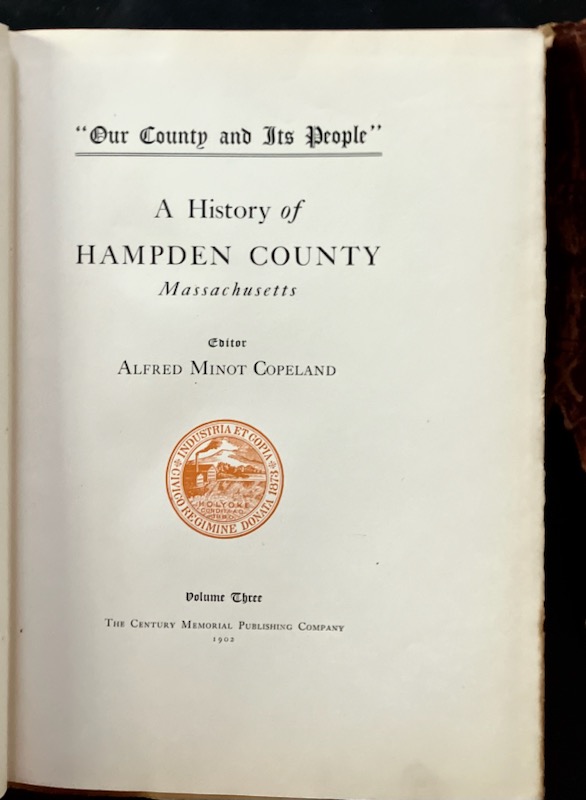 "Our County and Its People"
A History of
HAMPDEN COUNTY
Massachusetts
Editor
ALFRED MINOT COPELAND
INDUSTRIA ET COPIA
CIVICO REGIMINE DONATA 1873
HOLYOKE
Volume Three
THE CENTURY MEMORIAL PUBLISHING COMPANY
1902